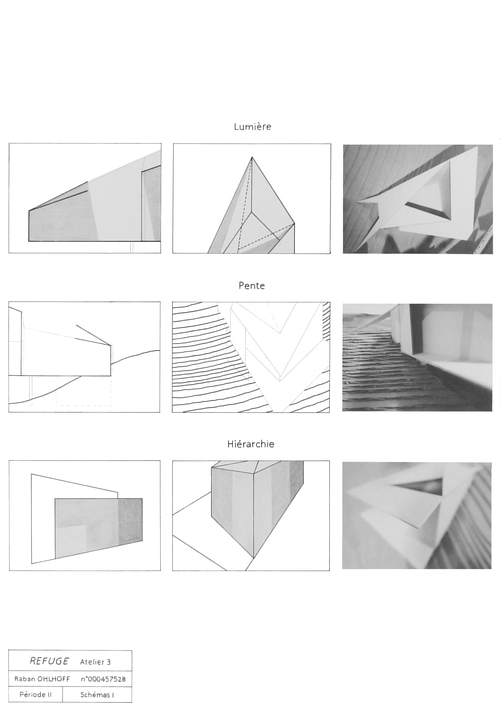 Lumière
Pente
Hiérarchie
REFUGE Atelier 3
Raban OHLHOFF n°000457528
Période II Schémas I